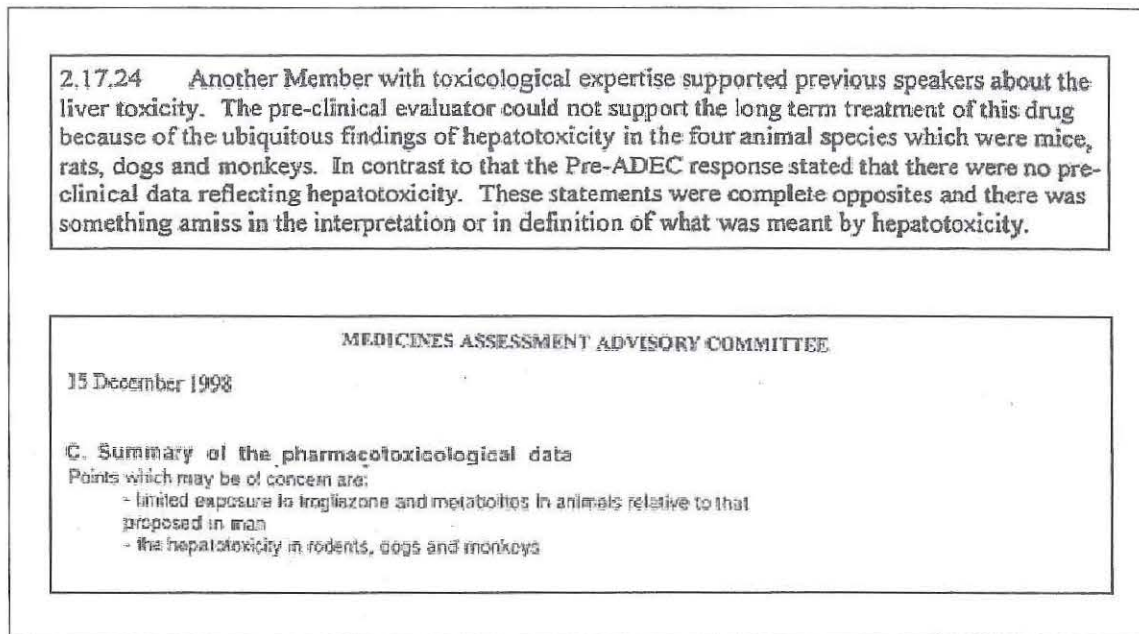 2.17.24 Another Member with toxicological expertise supported previous speakers about the
liver toxicity. The pre-clinical evaluator could not support the long term treatment of this drug
because of the ubiquitous findings of hepatotoxicity in the four animal species which were mice,
rats, dogs and monkeys. In contrast to that the Pre-ADEC response stated that there were no pre-
clinical data reflecting hepatotoxicity. These statements were complete opposites and there was
something amiss in the interpretation or in definition of what was meant by hepatotoxicity.
MEDICINES ASSESSMENT ADVISORY COMMITTEE
15 December 1998
C. Summary of the pharmacotoxicological data
Points which may be of concern are:
- limited exposure to trogliazone and metabolites in animals relative to that
proposed in man
- the hepatotoxicity in rodents, dogs and monkeys